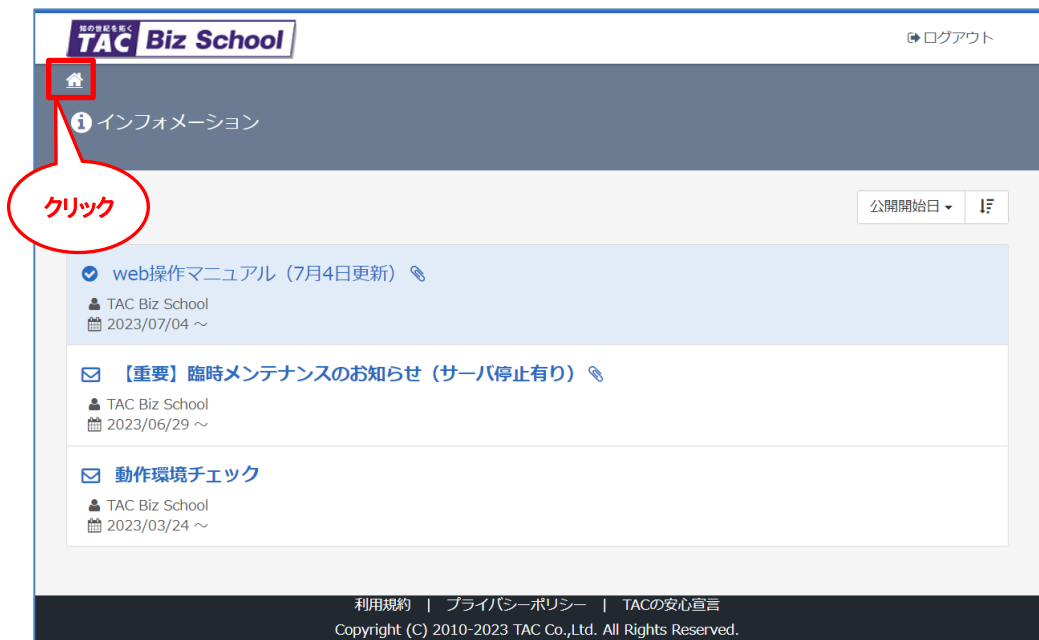 知の世紀を拓く
TAC Biz School
ログアウト
インフォメーション
クリック
公開開始日
web操作マニュアル（7月4日更新）
TAC Biz School
2023/07/04 ～
【重要】臨時メンテナンスのお知らせ（サーバ停止有り）
TAC Biz School
2023/06/29 ～
動作環境チェック
TAC Biz School
2023/03/24 ～
利用規約 | プライバシーポリシー | TACの安心宣言
Copyright (C) 2010-2023 TAC Co.,Ltd. All Rights Reserved.